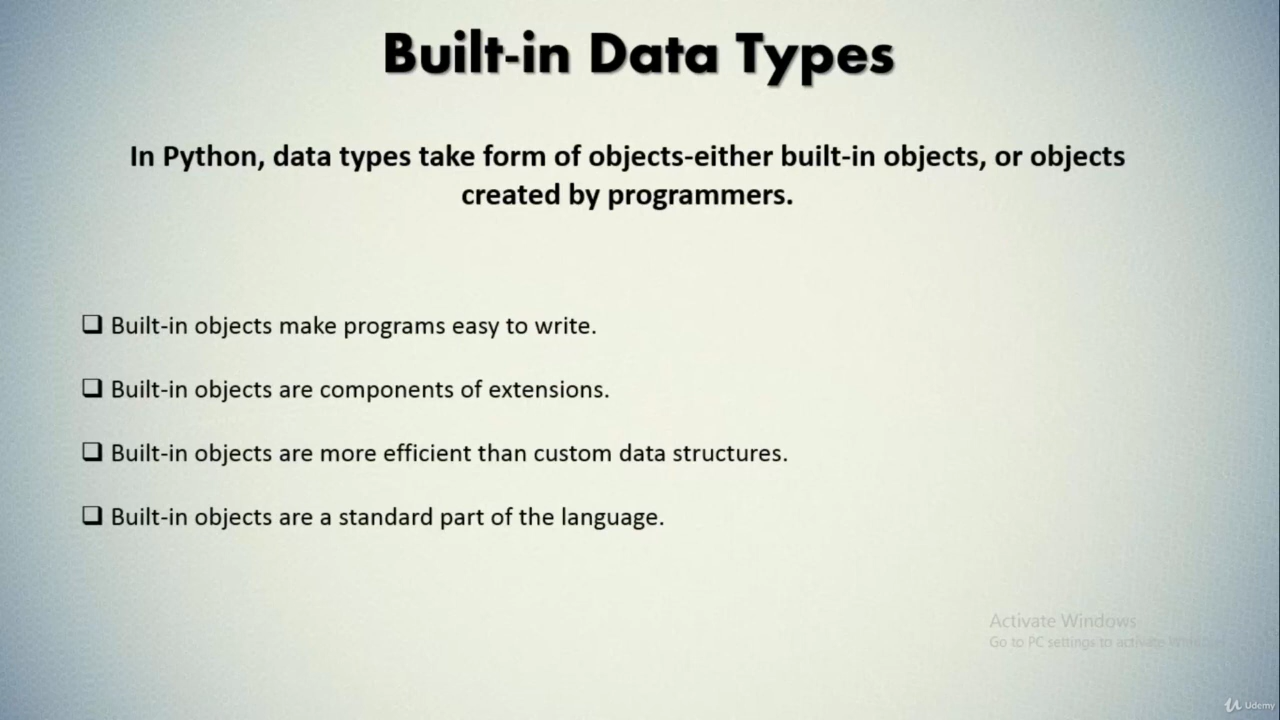 Built-in Data Types
In Python, data types take form of objects-either built-in objects, or objects
created by programmers.
❑ Built-in objects make programs easy to write.
❑ Built-in objects are components of extensions.
❑ Built-in objects are more efficient than custom data structures.
❑ Built-in objects are a standard part of the language.
Activate Windows
Go to PC settings to activate Windows.
Udemy